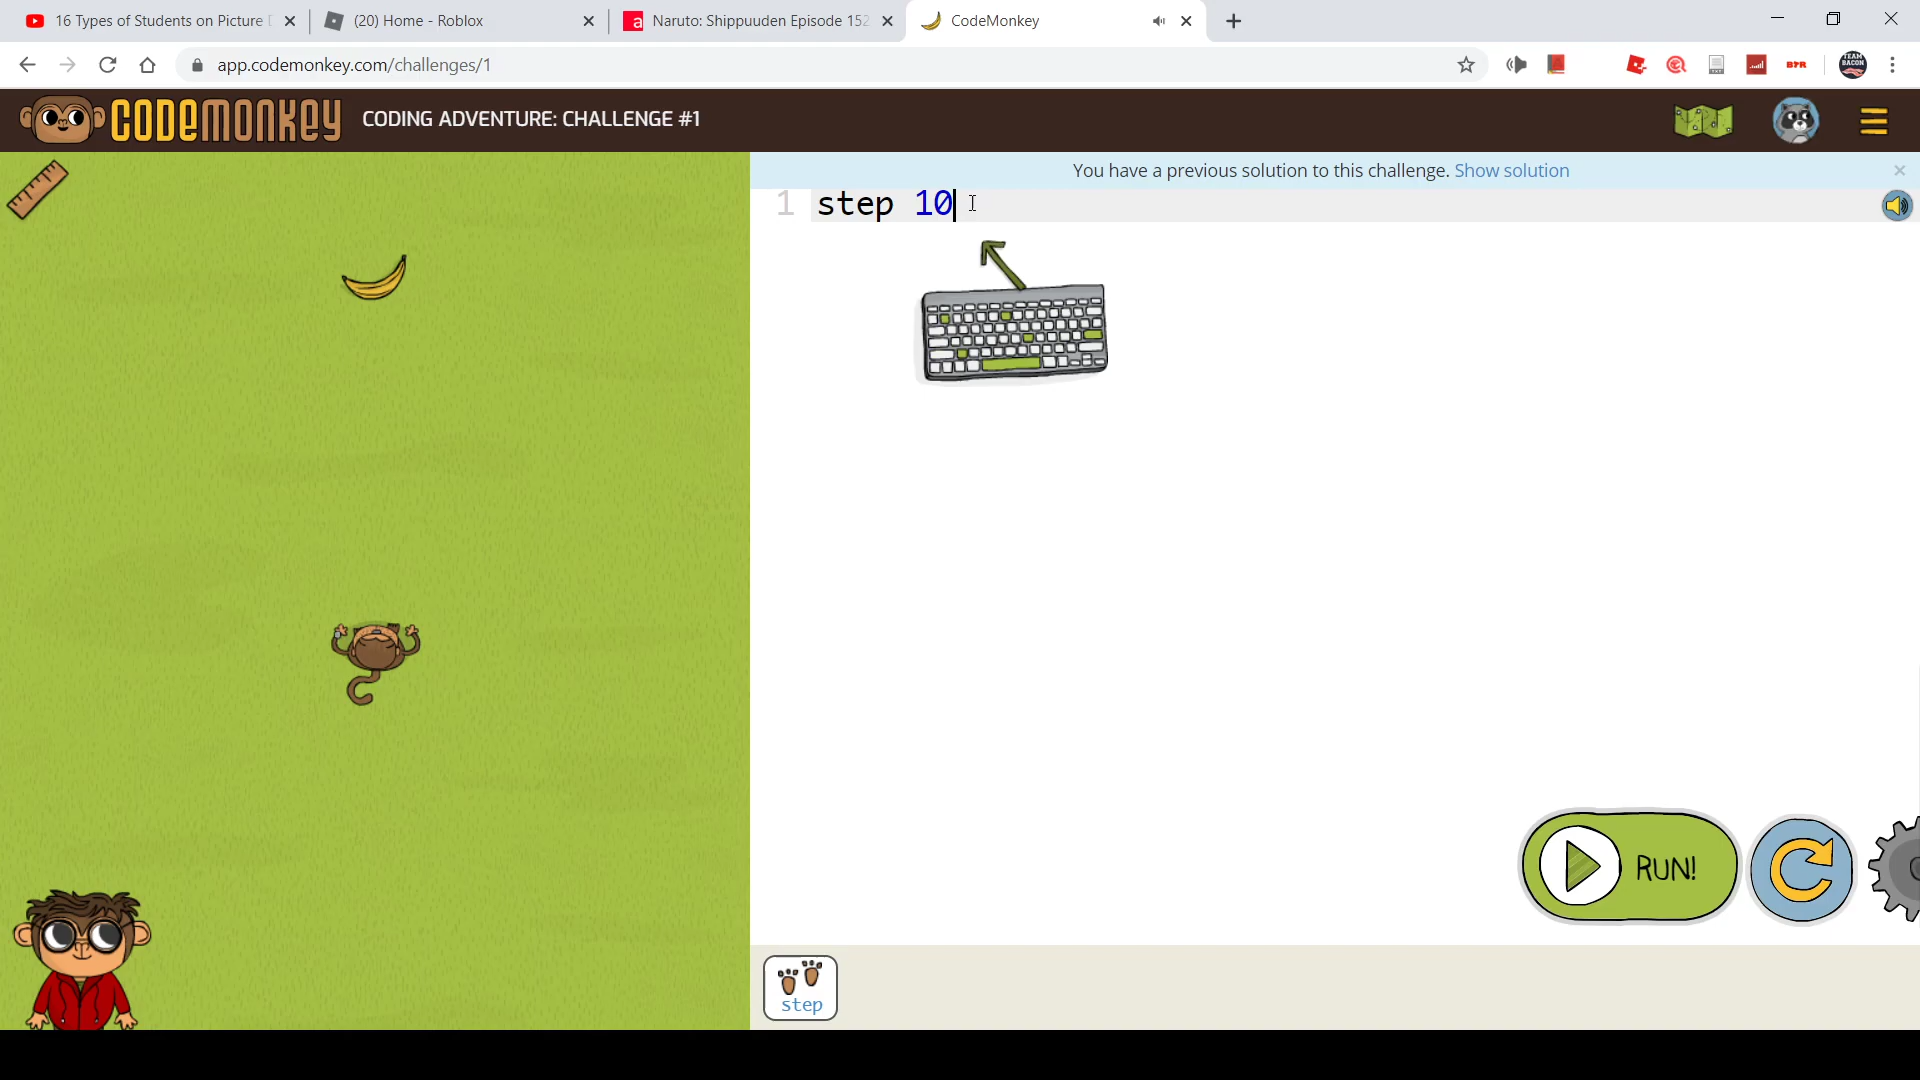 16 Types of Students on Picture
(20) Home - Roblox
Naruto: Shippuuden Episode 152
CodeMonkey
app.codemonkey.com/challenges/1
TEAM BACON
CODEMONKEY
CODING ADVENTURE: CHALLENGE #1
You have a previous solution to this challenge. Show solution
1 step 10
RUN!
step